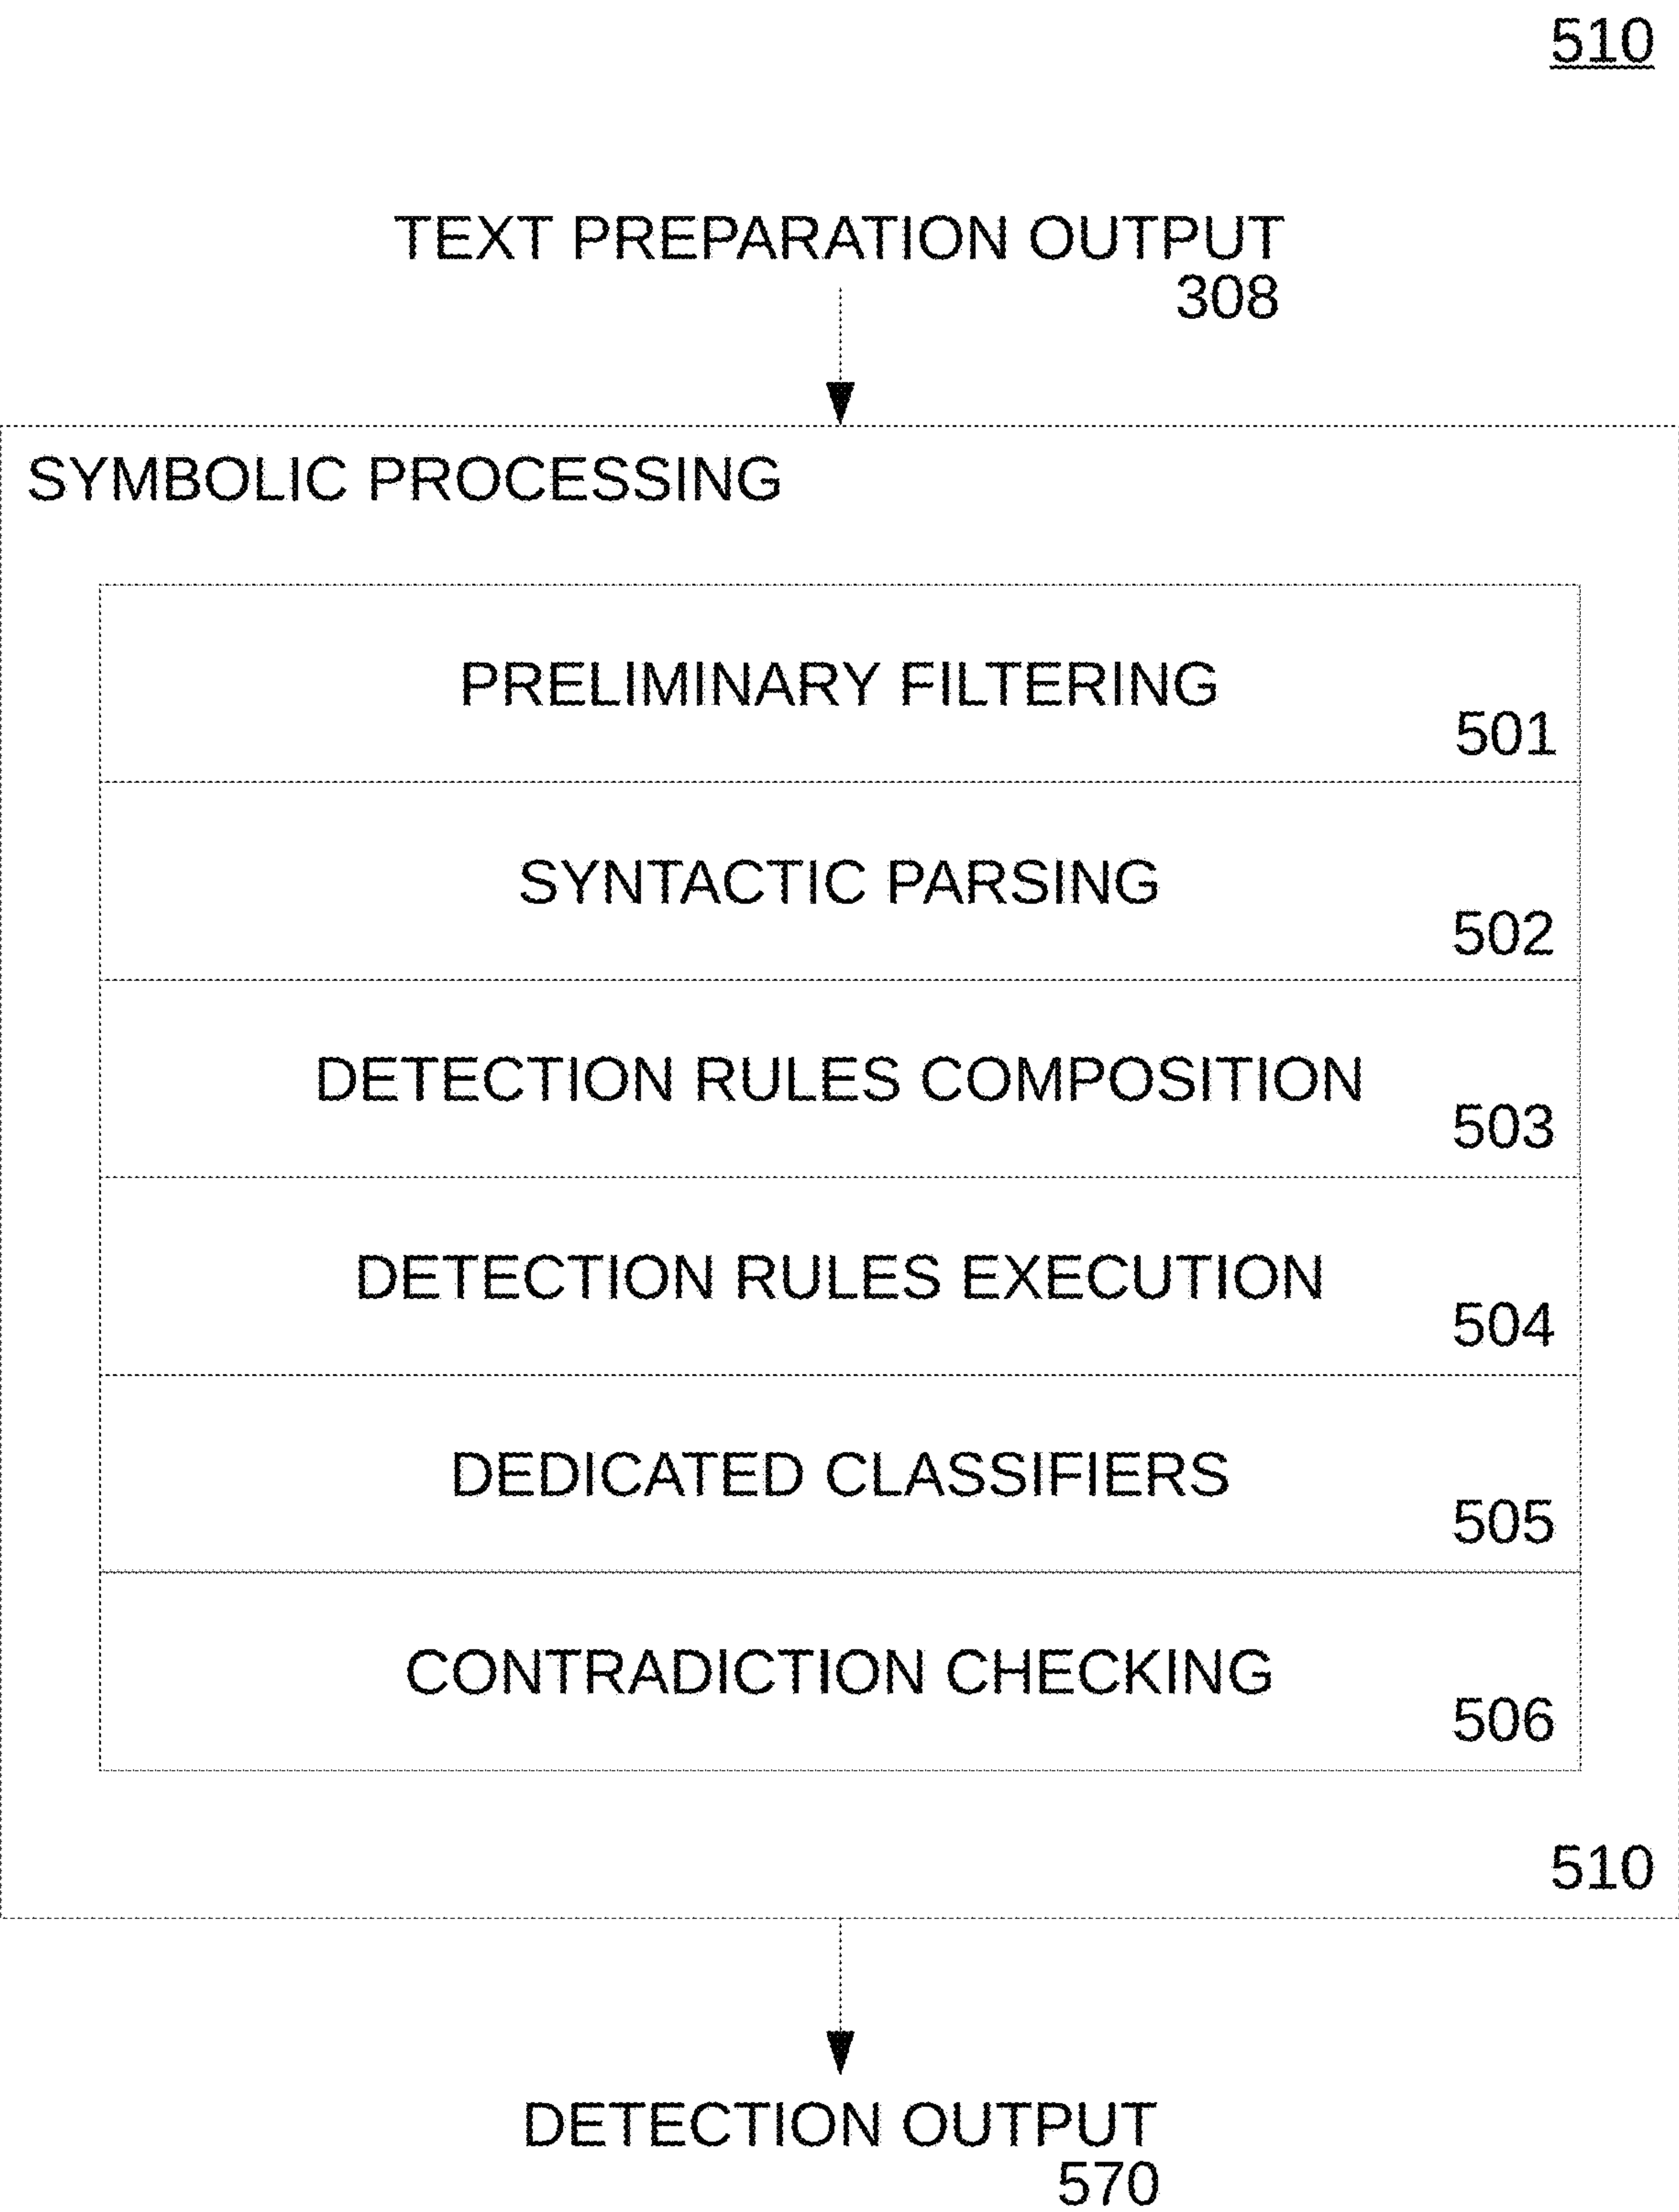 510
TEXT PREPARATION OUTPUT
308
SYMBOLIC PROCESSING
PRELIMINARY FILTERING
501
SYNTACTIC PARSING
502
DETECTION RULES COMPOSITION
503
DETECTION RULES EXECUTION
504
DEDICATED CLASSIFIERS
505
CONTRADICTION CHECKING
506
510
DETECTION OUTPUT
570